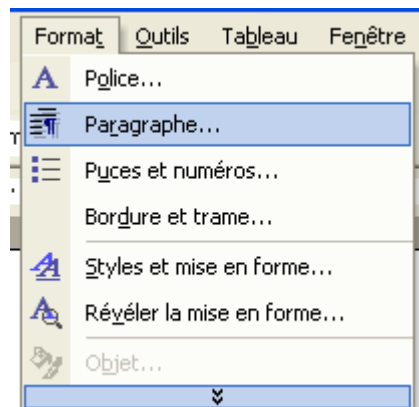 Format Outils Tableau Fenêtre
Police...
Paragraphe...
Puces et numéros...
Bordure et trame...
Styles et mise en forme...
Révéler la mise en forme...
Objet...